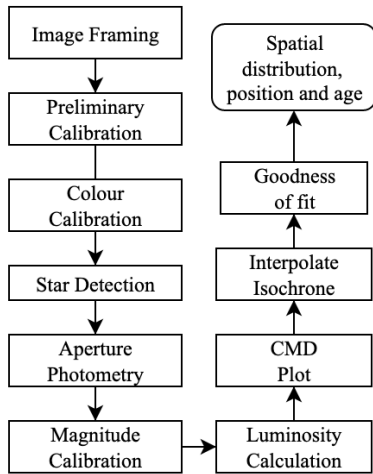 Image Framing
Preliminary
Calibration
Colour
Calibration
Star Detection
Aperture
Photometry
Magnitude
Calibration
Luminosity
Calculation
CMD
Plot
Interpolate
Isochrone
Goodness
of fit
Spatial
distribution,
position and age